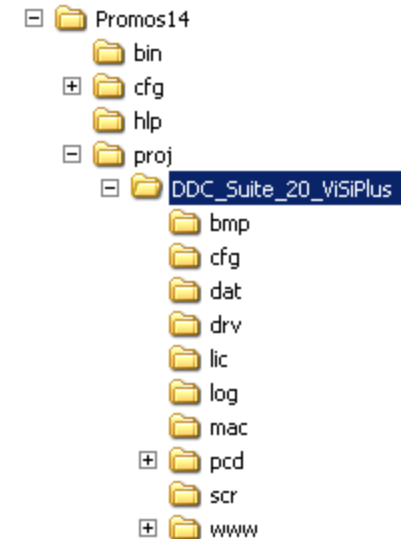 Promos14
bin
cfg
hlp
proj
DDC_Suite_20_ViSiPlus
bmp
cfg
dat
drv
lic
log
mac
pcd
scr
www